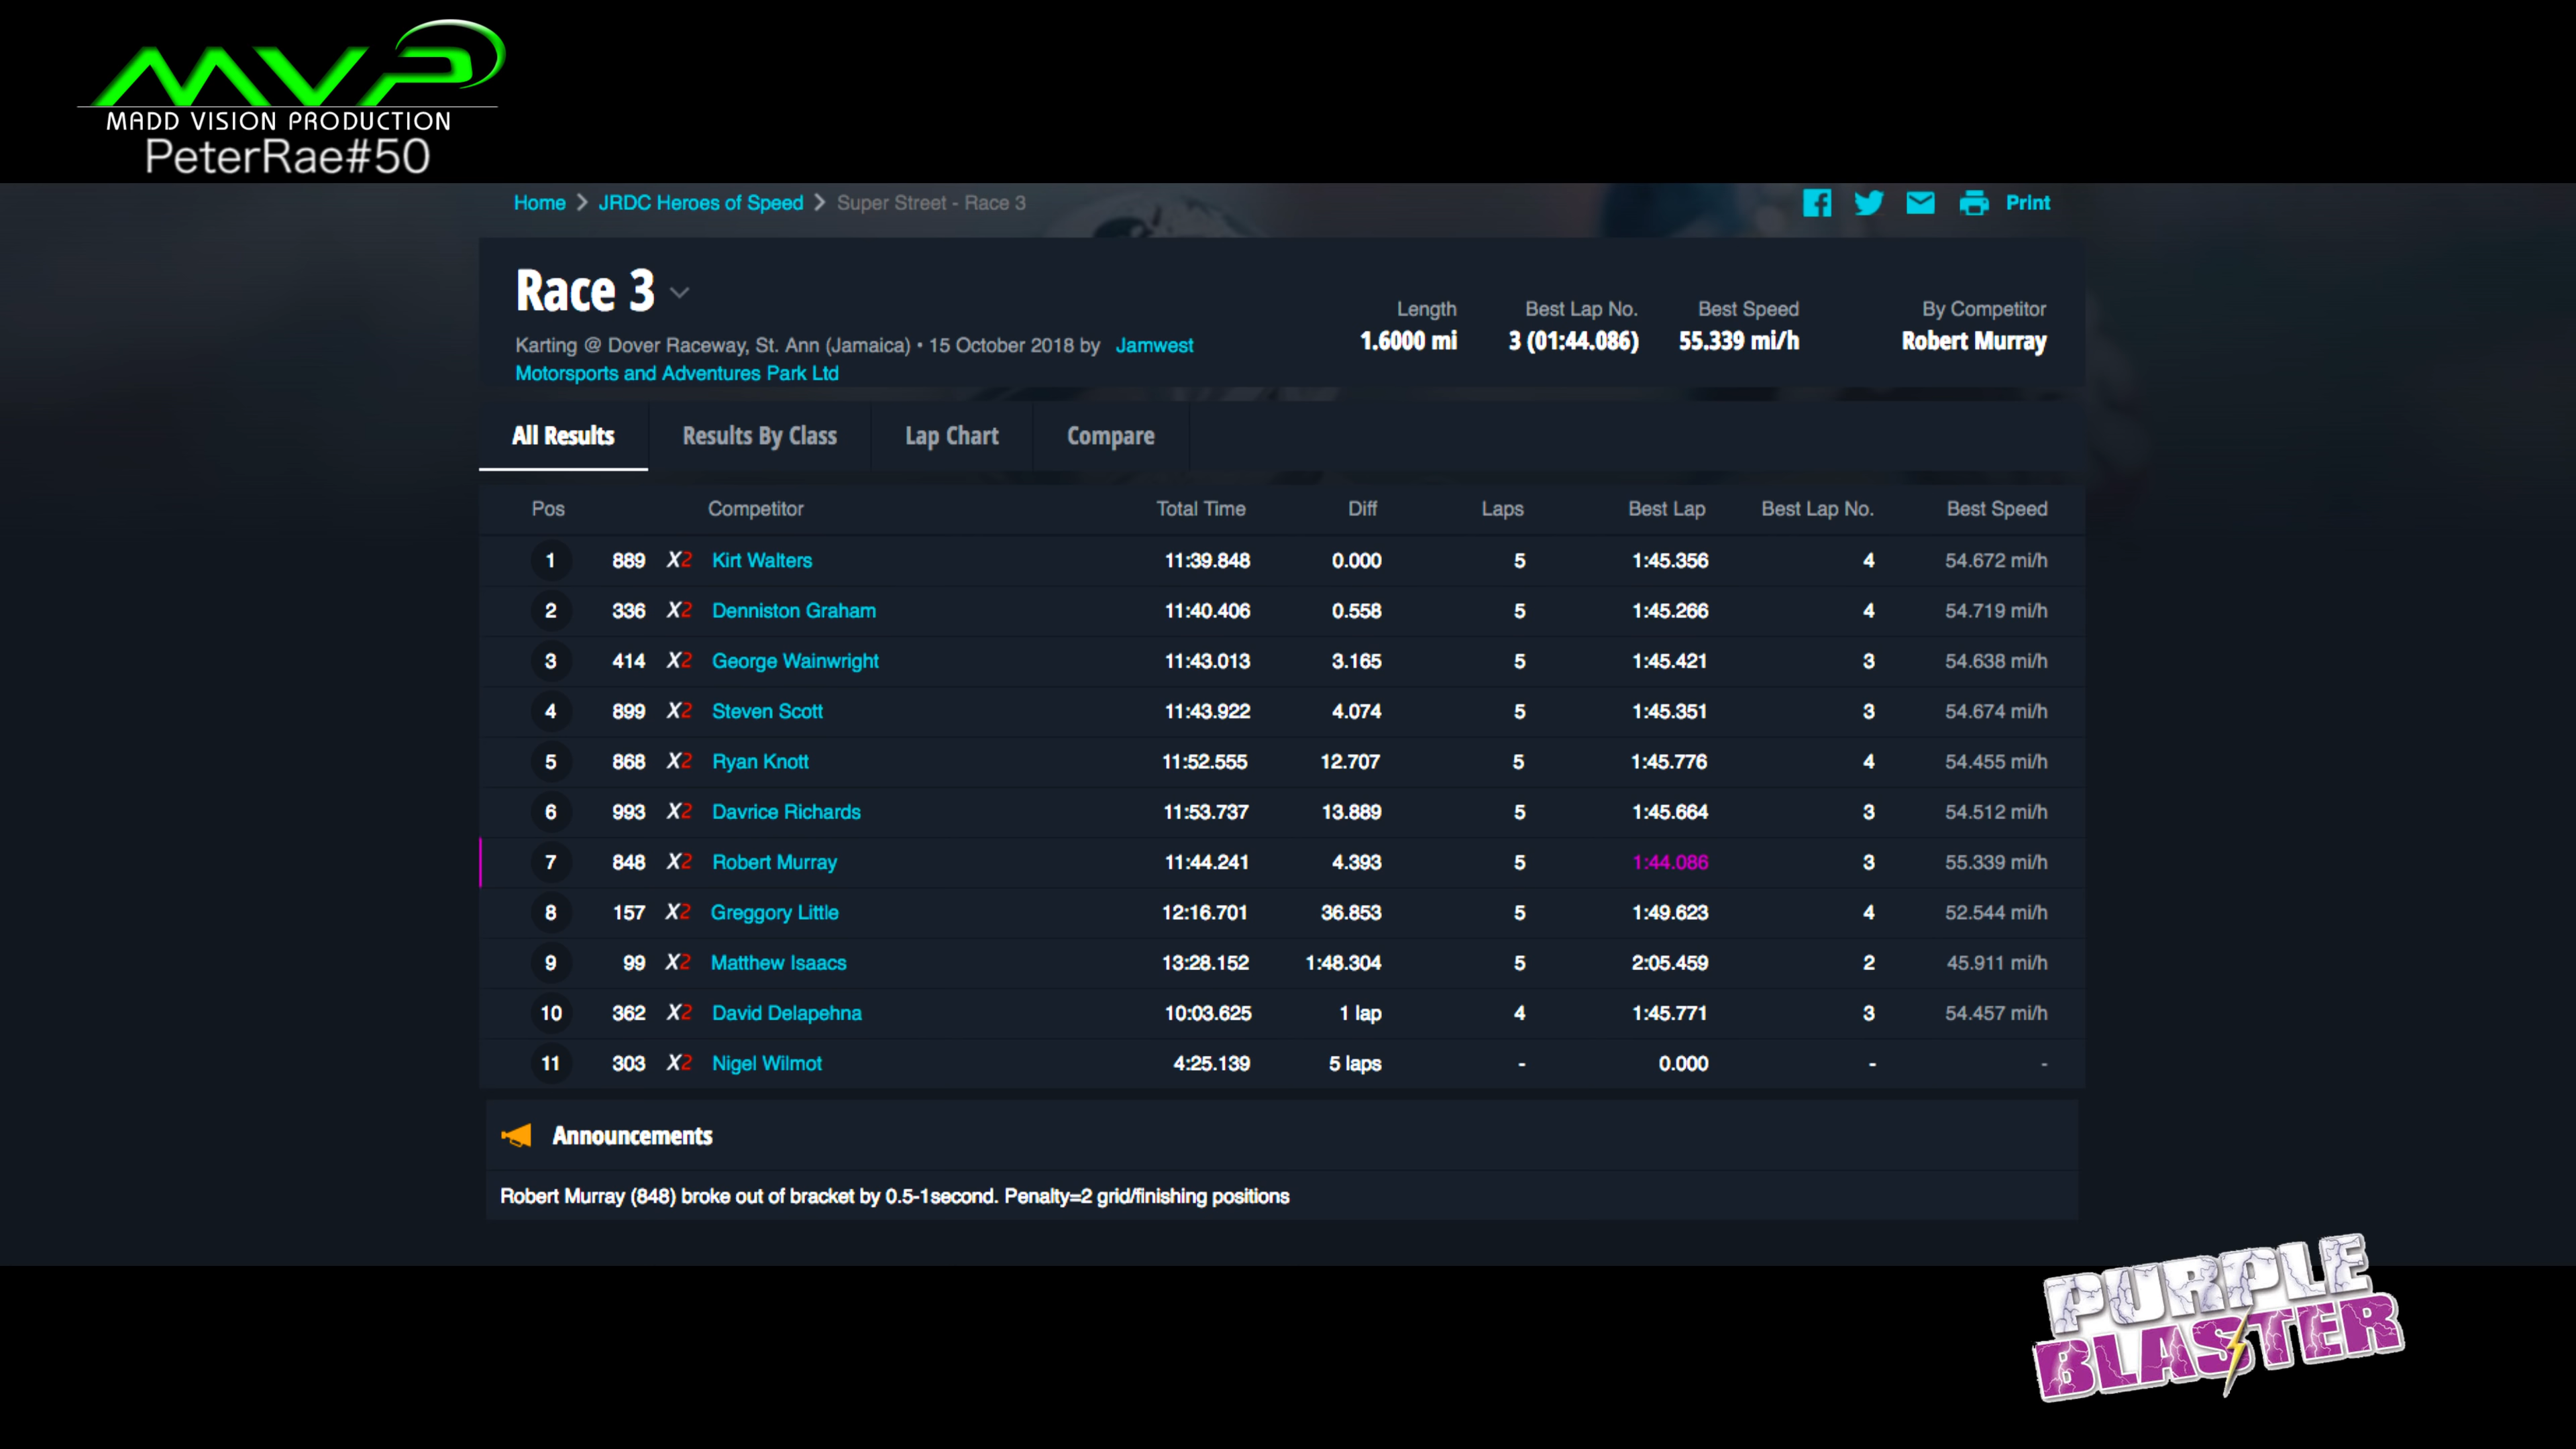 MVP
MADD VISION PRODUCTION
PeterRae#50
Home > JRDC Heroes of Speed > Super Street - Race 3
Print
Race 3
Karting @ Dover Raceway, St. Ann (Jamaica) • 15 October 2018 by Jamwest
Motorsports and Adventures Park Ltd
Length Best Lap No. Best Speed By Competitor
1.6000 mi 3 (01:44.086) 55.339 mi/h Robert Murray
All Results Results By Class Lap Chart Compare
Pos Competitor Total Time Diff Laps Best Lap Best Lap No. Best Speed
1 889 X2 Kirt Walters 11:39.848 0.000 5 1:45.356 4 54.672 mi/h
2 336 X2 Denniston Graham 11:40.406 0.558 5 1:45.266 4 54.719 mi/h
3 414 X2 George Wainwright 11:43.013 3.165 5 1:45.421 3 54.638 mi/h
4 899 X2 Steven Scott 11:43.922 4.074 5 1:45.351 3 54.674 mi/h
5 868 X2 Ryan Knott 11:52.555 12.707 5 1:45.776 4 54.455 mi/h
6 993 X2 Davrice Richards 11:53.737 13.889 5 1:45.664 3 54.512 mi/h
7 848 X2 Robert Murray 11:44.241 4.393 5 1:44.086 3 55.339 mi/h
8 157 X2 Greggory Little 12:16.701 36.853 5 1:49.623 4 52.544 mi/h
9 99 X2 Matthew Isaacs 13:28.152 1:48.304 5 2:05.459 2 45.911 mi/h
10 362 X2 David Delapehna 10:03.625 1 lap 4 1:45.771 3 54.457 mi/h
11 303 X2 Nigel Wilmot 4:25.139 5 laps - 0.000 - -
Announcements
Robert Murray (848) broke out of bracket by 0.5-1second. Penalty=2 grid/finishing positions
PURPLE
BLASTER